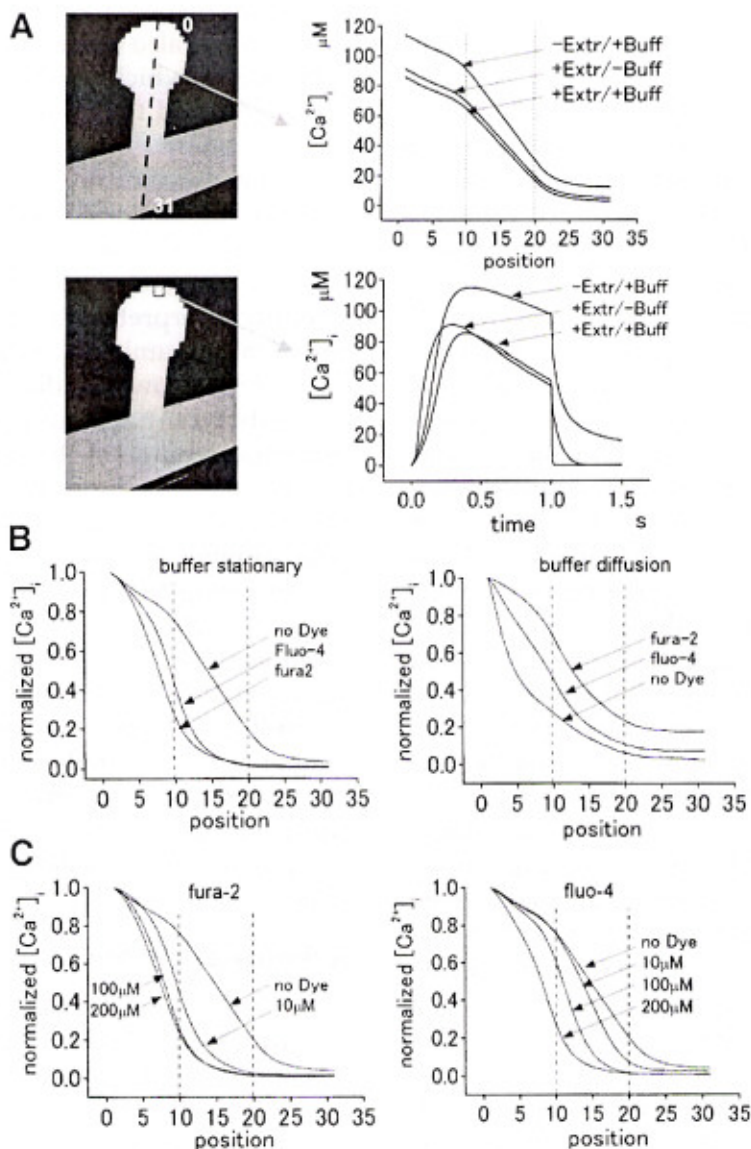 A
0
31
μM
[Ca²⁺]ᵢ
120
100
80
60
40
20
0
-Extr/+Buff
+Extr/-Buff
+Extr/+Buff
0 5 10 15 20 25 30 35
position
μM
[Ca²⁺]ᵢ
120
100
80
60
40
20
0
-Extr/+Buff
+Extr/-Buff
+Extr/+Buff
0.0 0.5 1.0 1.5
time s
B
buffer stationary
normalized [Ca²⁺]ᵢ
1.0
0.8
0.6
0.4
0.2
0.0
no Dye
Fluo-4
fura2
0 5 10 15 20 25 30 35
position
buffer diffusion
normalized [Ca²⁺]ᵢ
1.0
0.8
0.6
0.4
0.2
0.0
fura-2
fluo-4
no Dye
0 5 10 15 20 25 30 35
position
C
fura-2
normalized [Ca²⁺]ᵢ
1.0
0.8
0.6
0.4
0.2
0.0
100μM
200μM
no Dye
10μM
0 5 10 15 20 25 30 35
position
fluo-4
normalized [Ca²⁺]ᵢ
1.0
0.8
0.6
0.4
0.2
0.0
no Dye
10μM
100μM
200μM
0 5 10 15 20 25 30 35
position